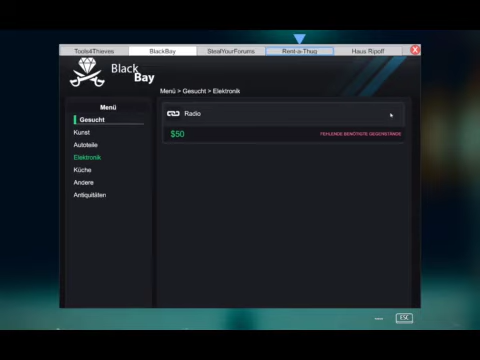 Tools4Thieves BlackBay StealYourForums Rent-a-Thug Haus Ripoff X
Black
Bay
Menü > Gesucht > Elektronik
Menü
Gesucht
Kunst
Autoteile
Elektronik
Küche
Andere
Antiquitäten
Radio
$50 FEHLENDE BENÖTIGTE GEGENSTÄNDE
ESC